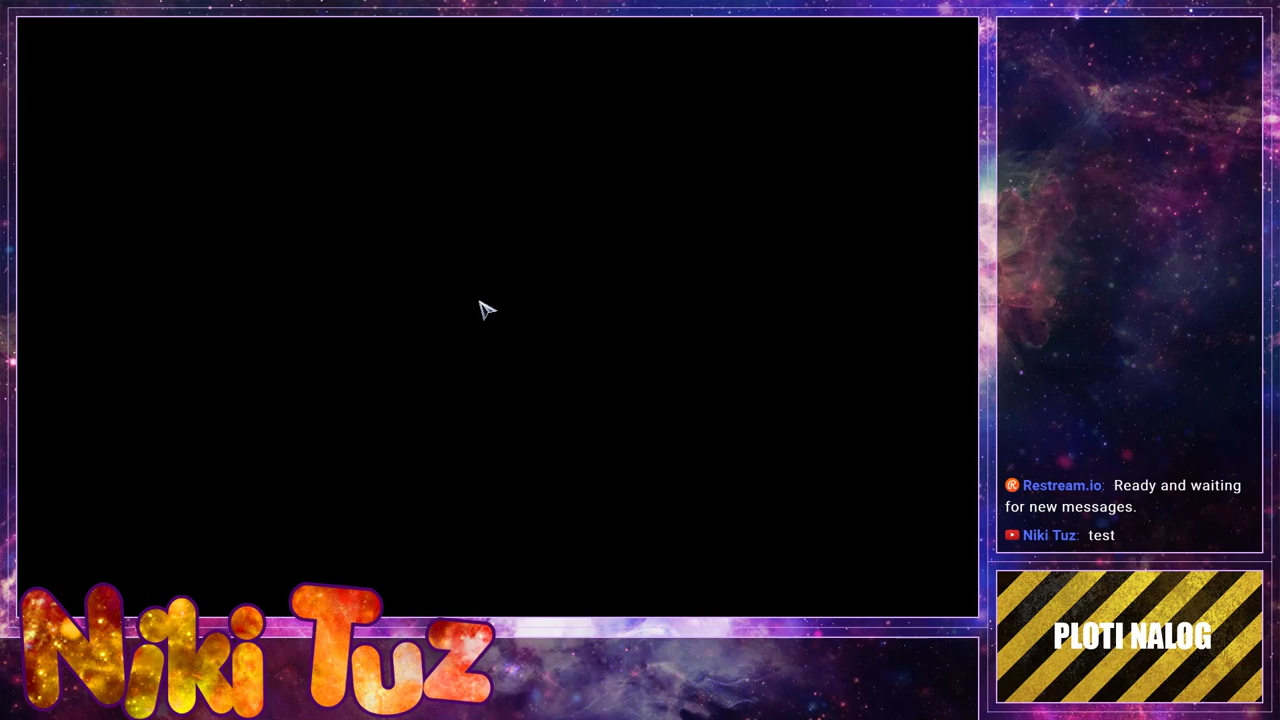 Restream.io: Ready and waiting
for new messages.
Niki Tuz: test
Niki Tuz
PLOTI NALOG